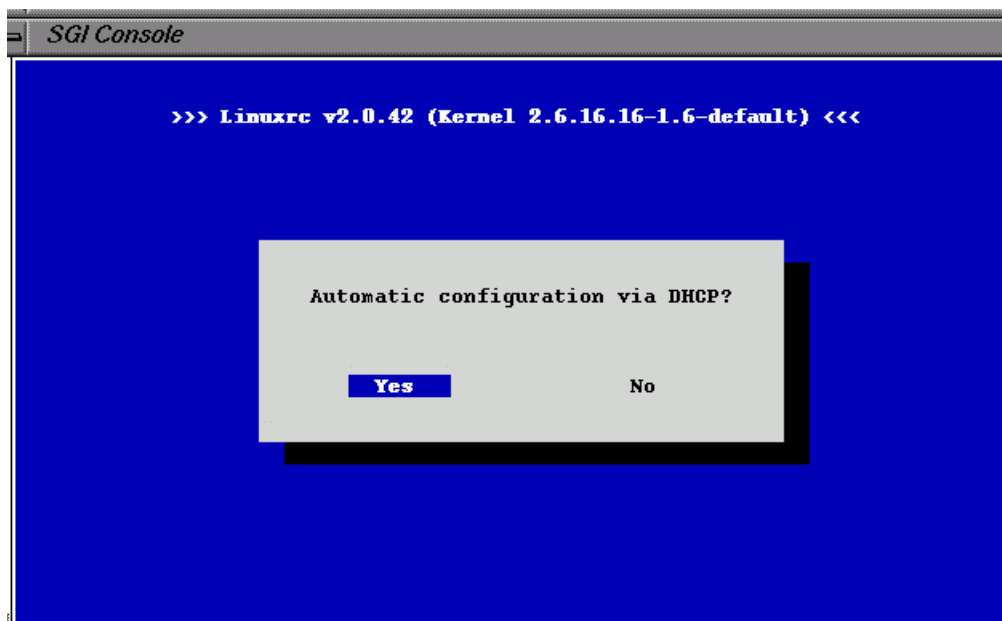 SGI Console
>>> Linuxrc v2.0.42 (Kernel 2.6.16.16-1.6-default) <<<
Automatic configuration via DHCP?
Yes No